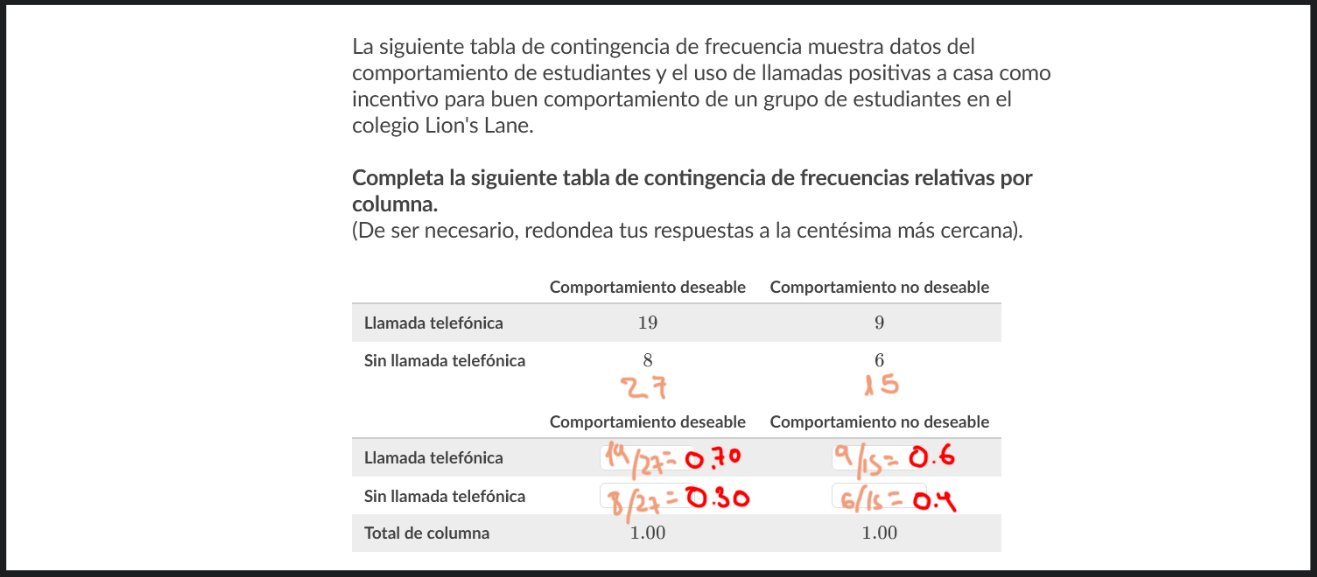 La siguiente tabla de contingencia de frecuencia muestra datos del
comportamiento de estudiantes y el uso de llamadas positivas a casa como
incentivo para buen comportamiento de un grupo de estudiantes en el
colegio Lion's Lane.
Completa la siguiente tabla de contingencia de frecuencias relativas por
columna.
(De ser necesario, redondea tus respuestas a la centésima más cercana).
Comportamiento deseable Comportamiento no deseable
Llamada telefónica 19 9
Sin llamada telefónica 8 6
27 15
Comportamiento deseable Comportamiento no deseable
Llamada telefónica 19/27= 0.70 9/15= 0.6
Sin llamada telefónica 8/27= 0.30 6/15= 0.4
Total de columna 1.00 1.00